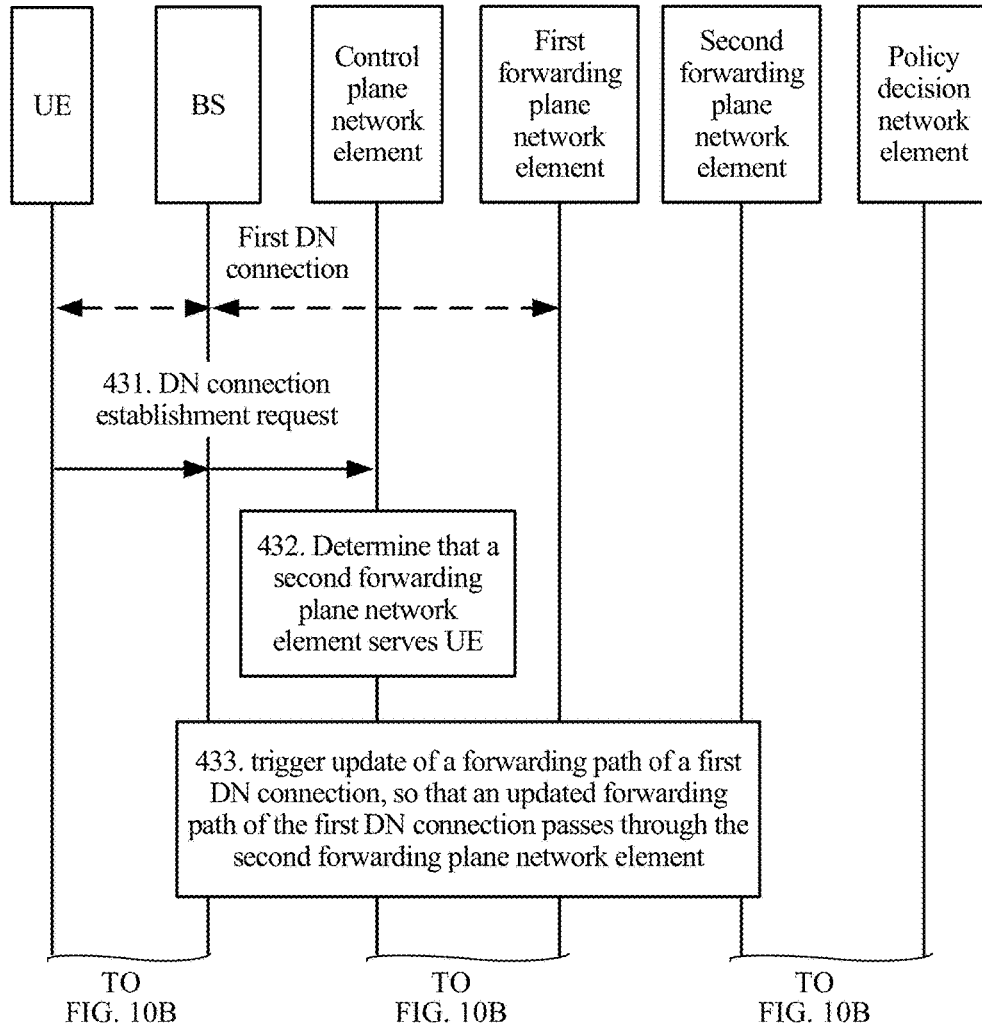 UE
BS
Control
plane
network
element
First
forwarding
plane
network
element
Second
forwarding
plane
network
element
Policy
decision
network
element
First DN
connection
431. DN connection
establishment request
432. Determine that a
second forwarding
plane network
element serves UE
433. trigger update of a forwarding path of a first
DN connection, so that an updated forwarding
path of the first DN connection passes through the
second forwarding plane network element
TO
FIG. 10B
TO
FIG. 10B
TO
FIG. 10B